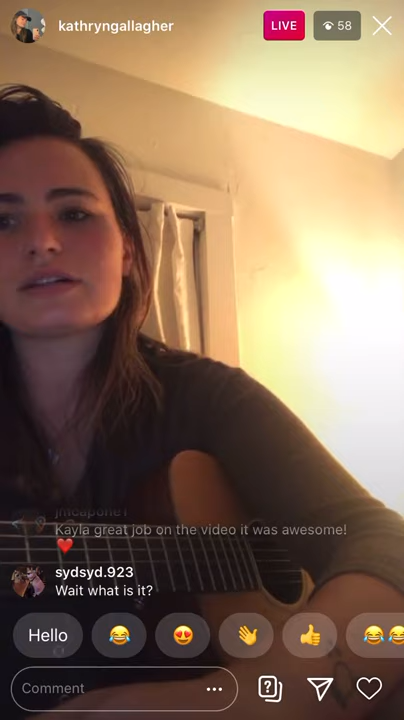 kathryngallagher
LIVE
58
jmcapone1
Kayla great job on the video it was awesome!
❤️
sydsyd.923
Wait what is it?
Hello 😂 😍 👋 👍 😂😂
Comment